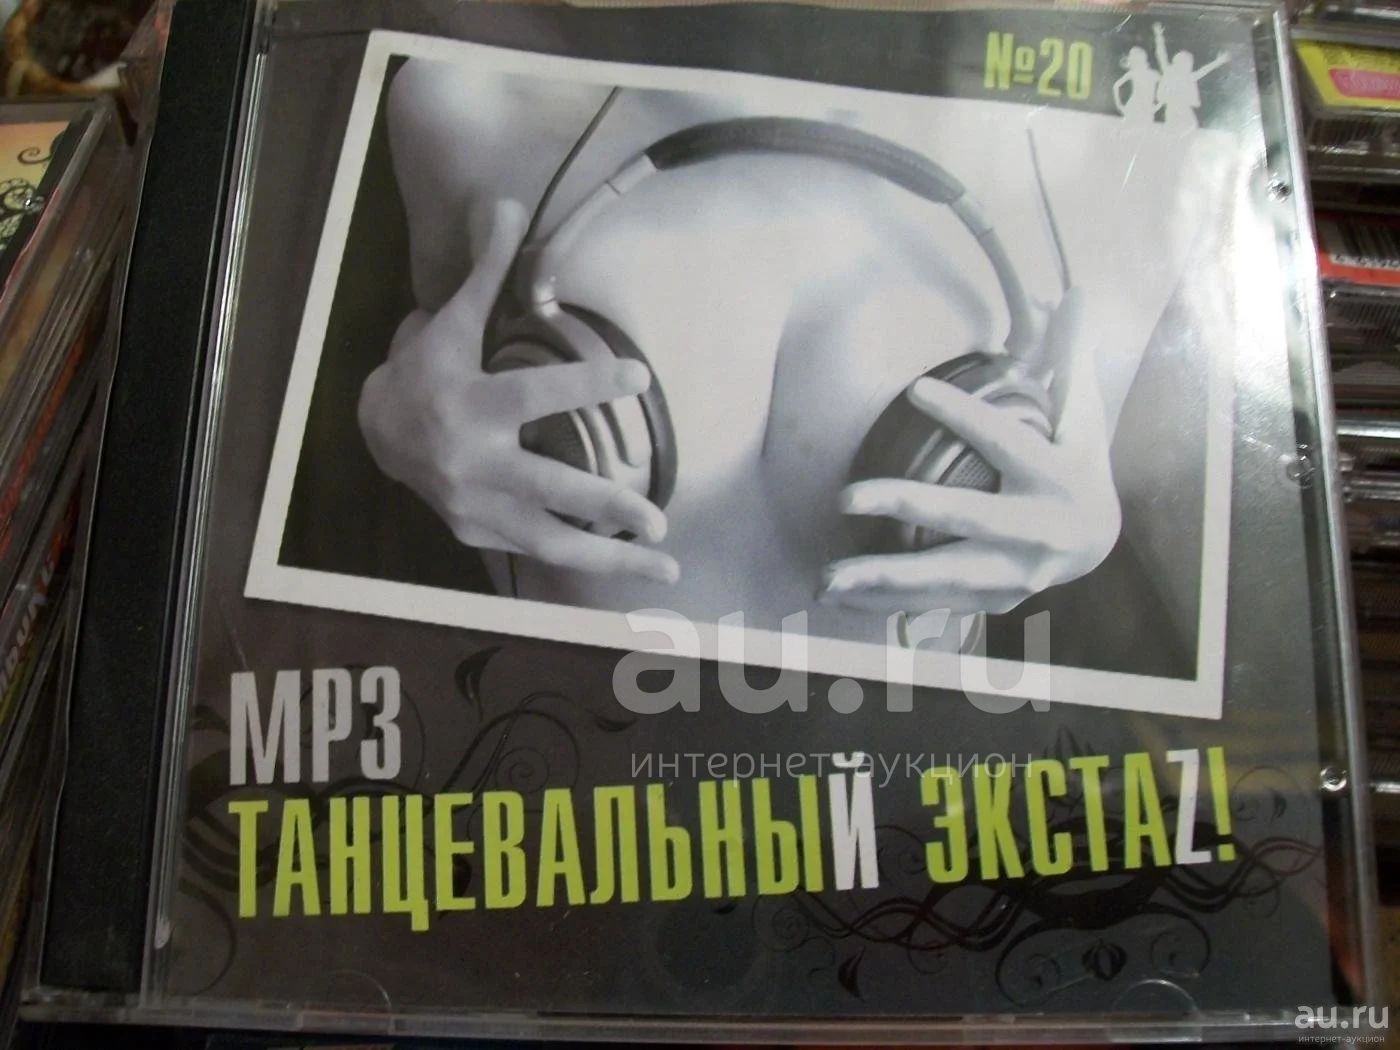 №20
au.ru
интернет-аукцион
MP3
ТАНЦЕВАЛЬНЫЙ ЭКСТАZ!
au.ru
интернет-аукцион